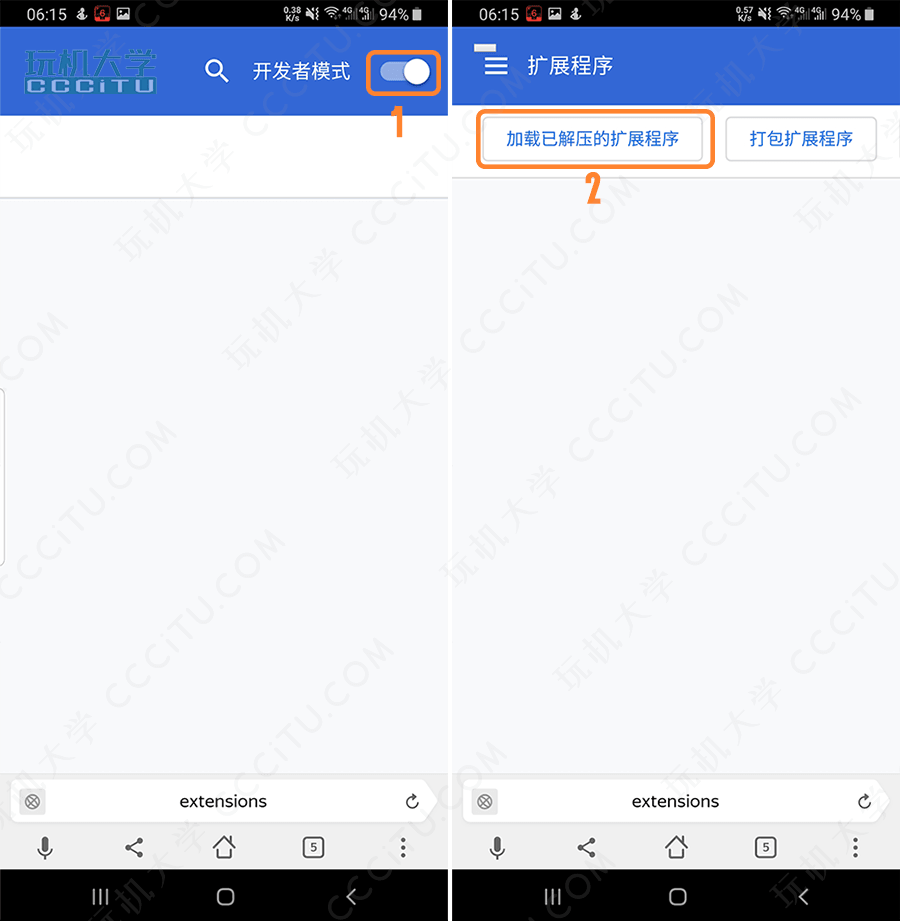 06:15
6
0.38
K/s
4G
4G
94%
玩机大学
CCCiTU
开发者模式
1
extensions
5
06:15
6
0.57
K/s
4G
4G
94%
扩展程序
加载已解压的扩展程序
打包扩展程序
2
extensions
5
玩机大学 CCCiTU.COM